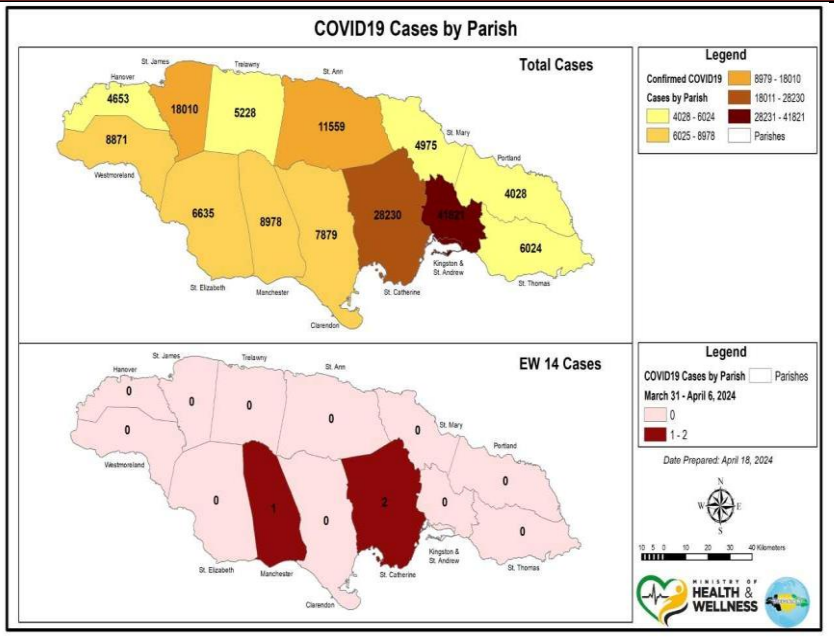 COVID19 Cases by Parish
Total Cases
St. James
Trelawny
St. Ann
Hanover
4653
18010
5228
11559
8871
4975
St. Mary
Portland
Westmoreland
4028
6635
8978
7879
28230
41821
6024
Kingston &
St. Andrew
St. Thomas
St. Elizabeth
Manchester
St. Catherine
Clarendon
Legend
Confirmed COVID19
Cases by Parish
4028 - 6024
6025 - 8978
8979 - 18010
18011 - 28230
28231 - 41821
Parishes
EW 14 Cases
St. James
Trelawny
St. Ann
Hanover
0
0
0
0
0
0
St. Mary
Portland
Westmoreland
0
0
1
0
2
0
0
Kingston &
St. Andrew
St. Thomas
St. Elizabeth
Manchester
St. Catherine
Clarendon
Legend
COVID19 Cases by Parish
Parishes
March 31 - April 6, 2024
0
1 - 2
Date Prepared: April 18, 2024
N
W E
S
10 5 0 10 20 30 40 Kilometers
MINISTRY OF
HEALTH &
WELLNESS